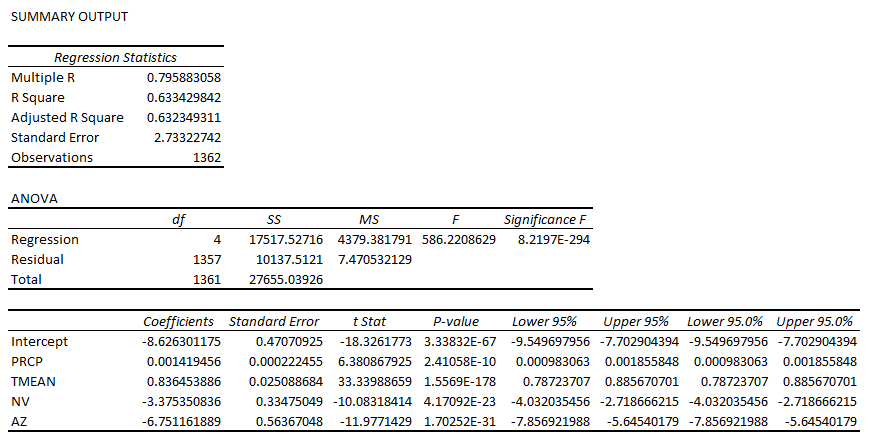 SUMMARY OUTPUT
Regression Statistics
Multiple R 0.795883058
R Square 0.633429842
Adjusted R Square 0.632349311
Standard Error 2.73322742
Observations 1362
ANOVA
df SS MS F Significance F
Regression 4 17517.52716 4379.381791 586.2208629 8.2197E-294
Residual 1357 10137.5121 7.470532129
Total 1361 27655.03926
Coefficients Standard Error t Stat P-value Lower 95% Upper 95% Lower 95.0% Upper 95.0%
Intercept -8.626301175 0.47070925 -18.3261773 3.33832E-67 -9.549697956 -7.702904394 -9.549697956 -7.702904394
PRCP 0.001419456 0.000222455 6.380867925 2.41058E-10 0.000983063 0.001855848 0.000983063 0.001855848
TMEAN 0.836453886 0.025088684 33.33988659 1.5569E-178 0.78723707 0.885670701 0.78723707 0.885670701
NV -3.375350836 0.33475049 -10.08318414 4.17092E-23 -4.032035456 -2.718666215 -4.032035456 -2.718666215
AZ -6.751161889 0.56367048 -11.9771429 1.70252E-31 -7.856921988 -5.64540179 -7.856921988 -5.64540179